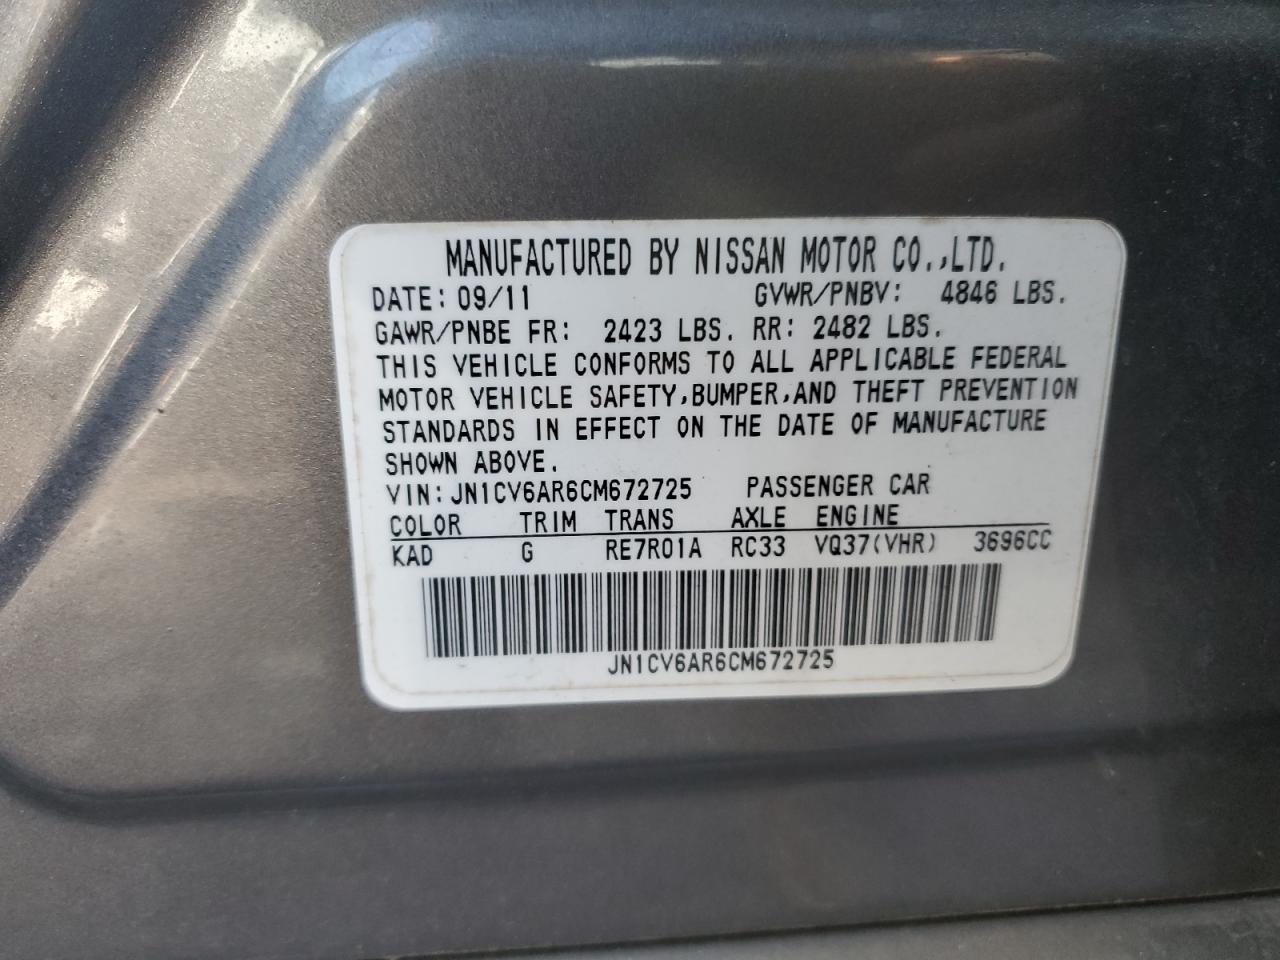 MANUFACTURED BY NISSAN MOTOR CO.,LTD.
DATE: 09/11 GVWR/PNBV: 4846 LBS.
GAWR/PNBE FR: 2423 LBS. RR: 2482 LBS.
THIS VEHICLE CONFORMS TO ALL APPLICABLE FEDERAL
MOTOR VEHICLE SAFETY,BUMPER,AND THEFT PREVENTION
STANDARDS IN EFFECT ON THE DATE OF MANUFACTURE
SHOWN ABOVE.
VIN: JN1CV6AR6CM672725 PASSENGER CAR
COLOR TRIM TRANS AXLE ENGINE
KAD G RE7R01A RC33 VQ37(VHR) 3696CC
JN1CV6AR6CM672725